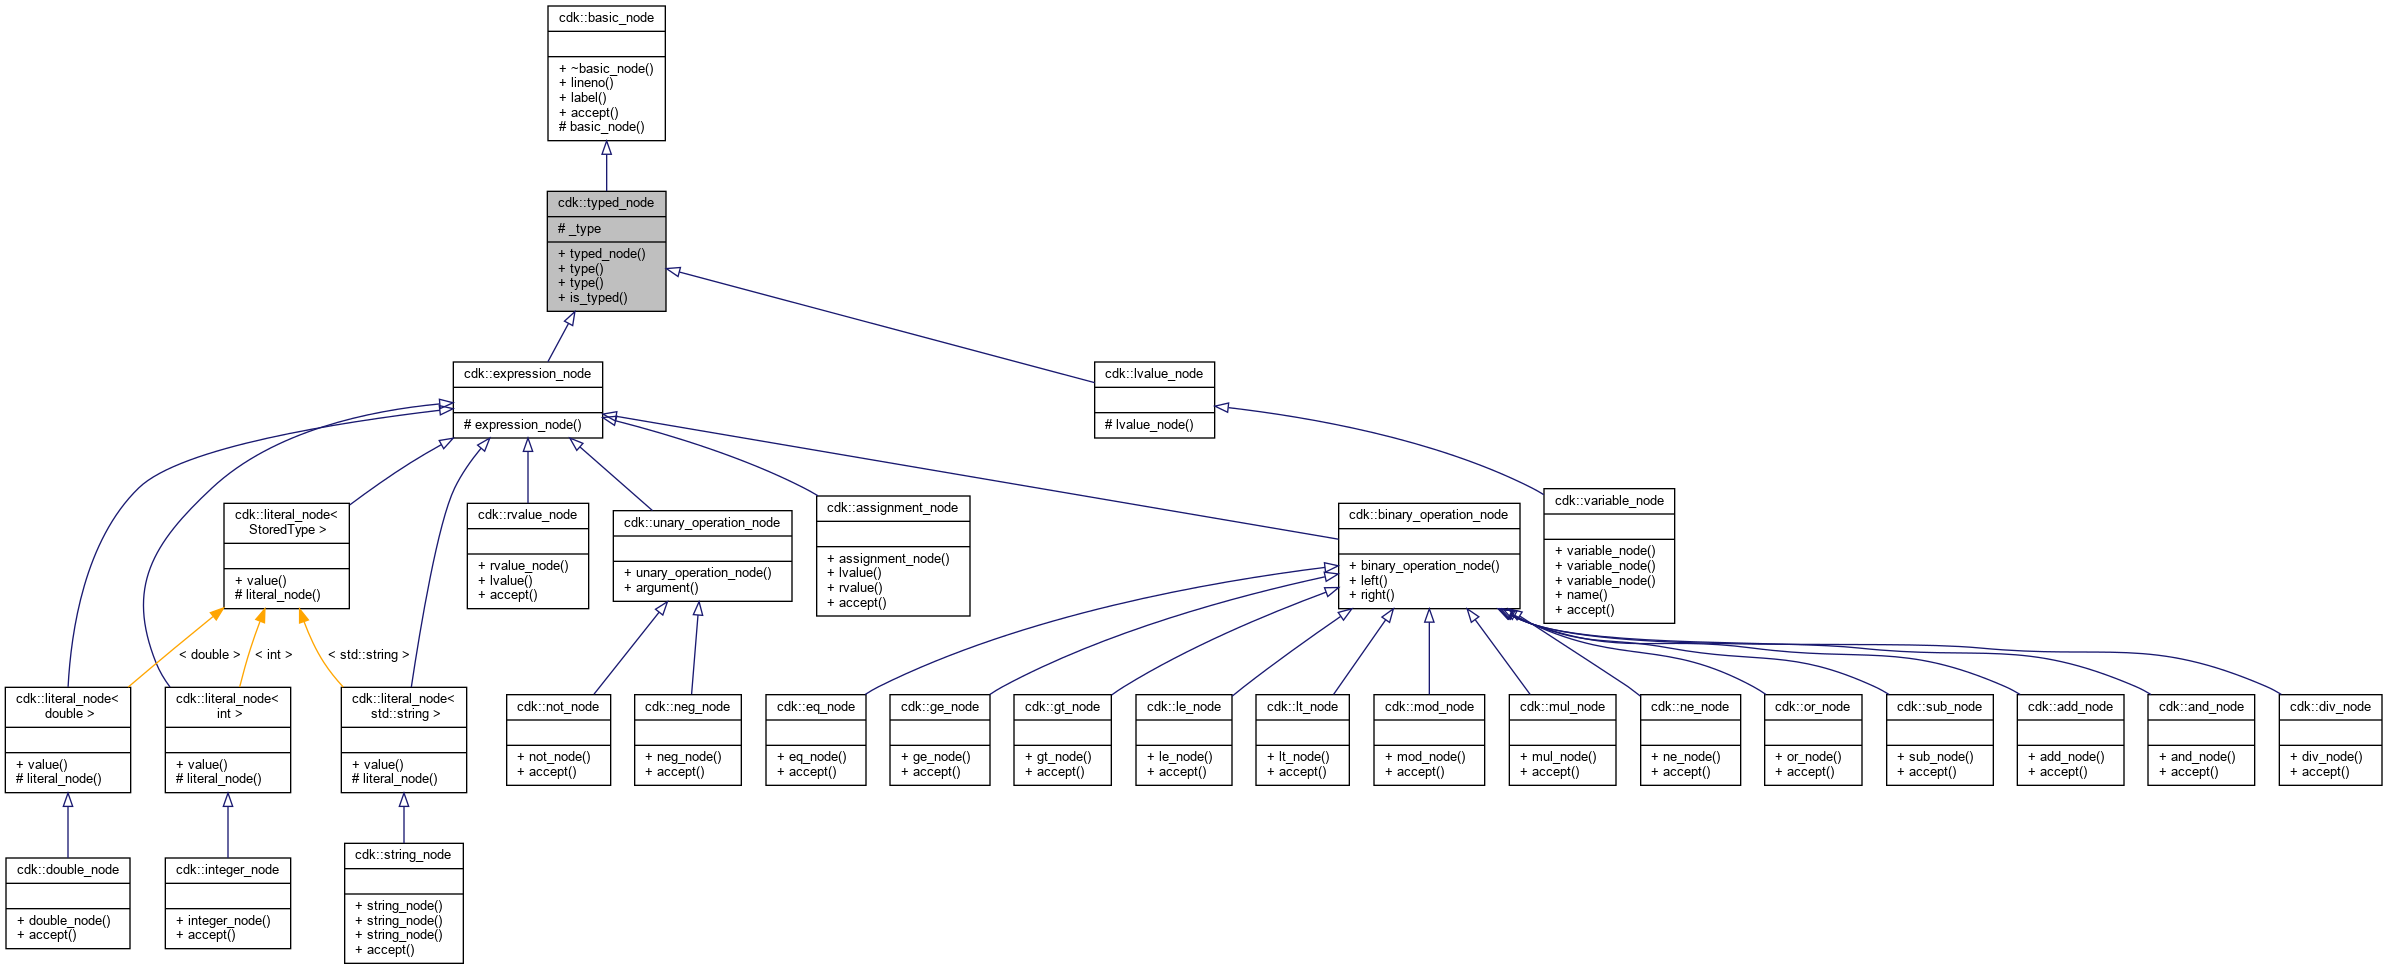 cdk::basic_node
+ ~basic_node()
+ lineno()
+ label()
+ accept()
# basic_node()
cdk::typed_node
# _type
+ typed_node()
+ type()
+ type()
+ is_typed()
cdk::expression_node
# expression_node()
cdk::lvalue_node
# lvalue_node()
cdk::literal_node<
StoredType >
+ value()
# literal_node()
cdk::rvalue_node
+ rvalue_node()
+ lvalue()
+ accept()
cdk::unary_operation_node
+ unary_operation_node()
+ argument()
cdk::assignment_node
+ assignment_node()
+ lvalue()
+ rvalue()
+ accept()
cdk::binary_operation_node
+ binary_operation_node()
+ left()
+ right()
cdk::variable_node
+ variable_node()
+ variable_node()
+ variable_node()
+ name()
+ accept()
< double >
< int >
< std::string >
cdk::literal_node<
double >
+ value()
# literal_node()
cdk::literal_node<
int >
+ value()
# literal_node()
cdk::literal_node<
std::string >
+ value()
# literal_node()
cdk::not_node
+ not_node()
+ accept()
cdk::neg_node
+ neg_node()
+ accept()
cdk::eq_node
+ eq_node()
+ accept()
cdk::ge_node
+ ge_node()
+ accept()
cdk::gt_node
+ gt_node()
+ accept()
cdk::le_node
+ le_node()
+ accept()
cdk::lt_node
+ lt_node()
+ accept()
cdk::mod_node
+ mod_node()
+ accept()
cdk::mul_node
+ mul_node()
+ accept()
cdk::ne_node
+ ne_node()
+ accept()
cdk::or_node
+ or_node()
+ accept()
cdk::sub_node
+ sub_node()
+ accept()
cdk::add_node
+ add_node()
+ accept()
cdk::and_node
+ and_node()
+ accept()
cdk::div_node
+ div_node()
+ accept()
cdk::double_node
+ double_node()
+ accept()
cdk::integer_node
+ integer_node()
+ accept()
cdk::string_node
+ string_node()
+ string_node()
+ string_node()
+ accept()